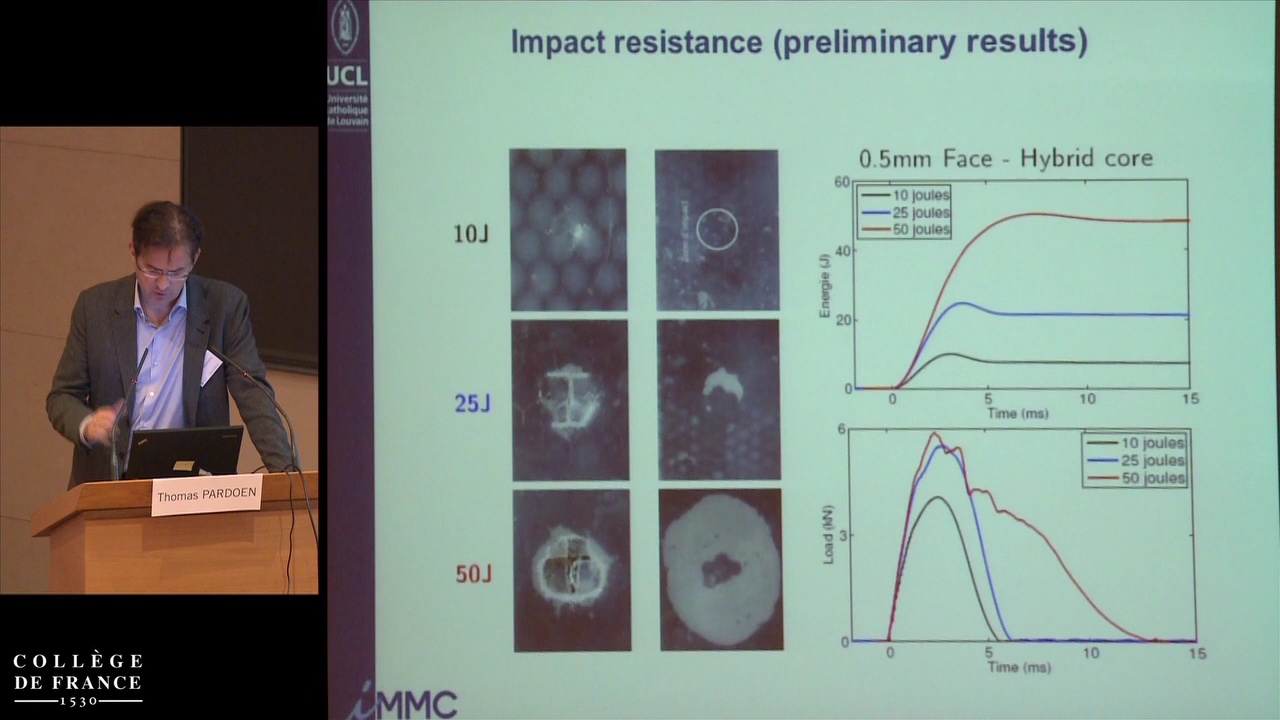 Impact resistance (preliminary results)
UCL
Université
catholique
de Louvain
10J
25J
50J
0.5mm Face - Hybrid core
60
40
20
0
Energie (J)
10 joules
25 joules
50 joules
0
5
10
15
Time (ms)
6
3
0
Load (kN)
10 joules
25 joules
50 joules
0
5
10
15
Time (ms)
iMMC
Thomas PARDOEN
COLLÈGE
DE FRANCE
1530